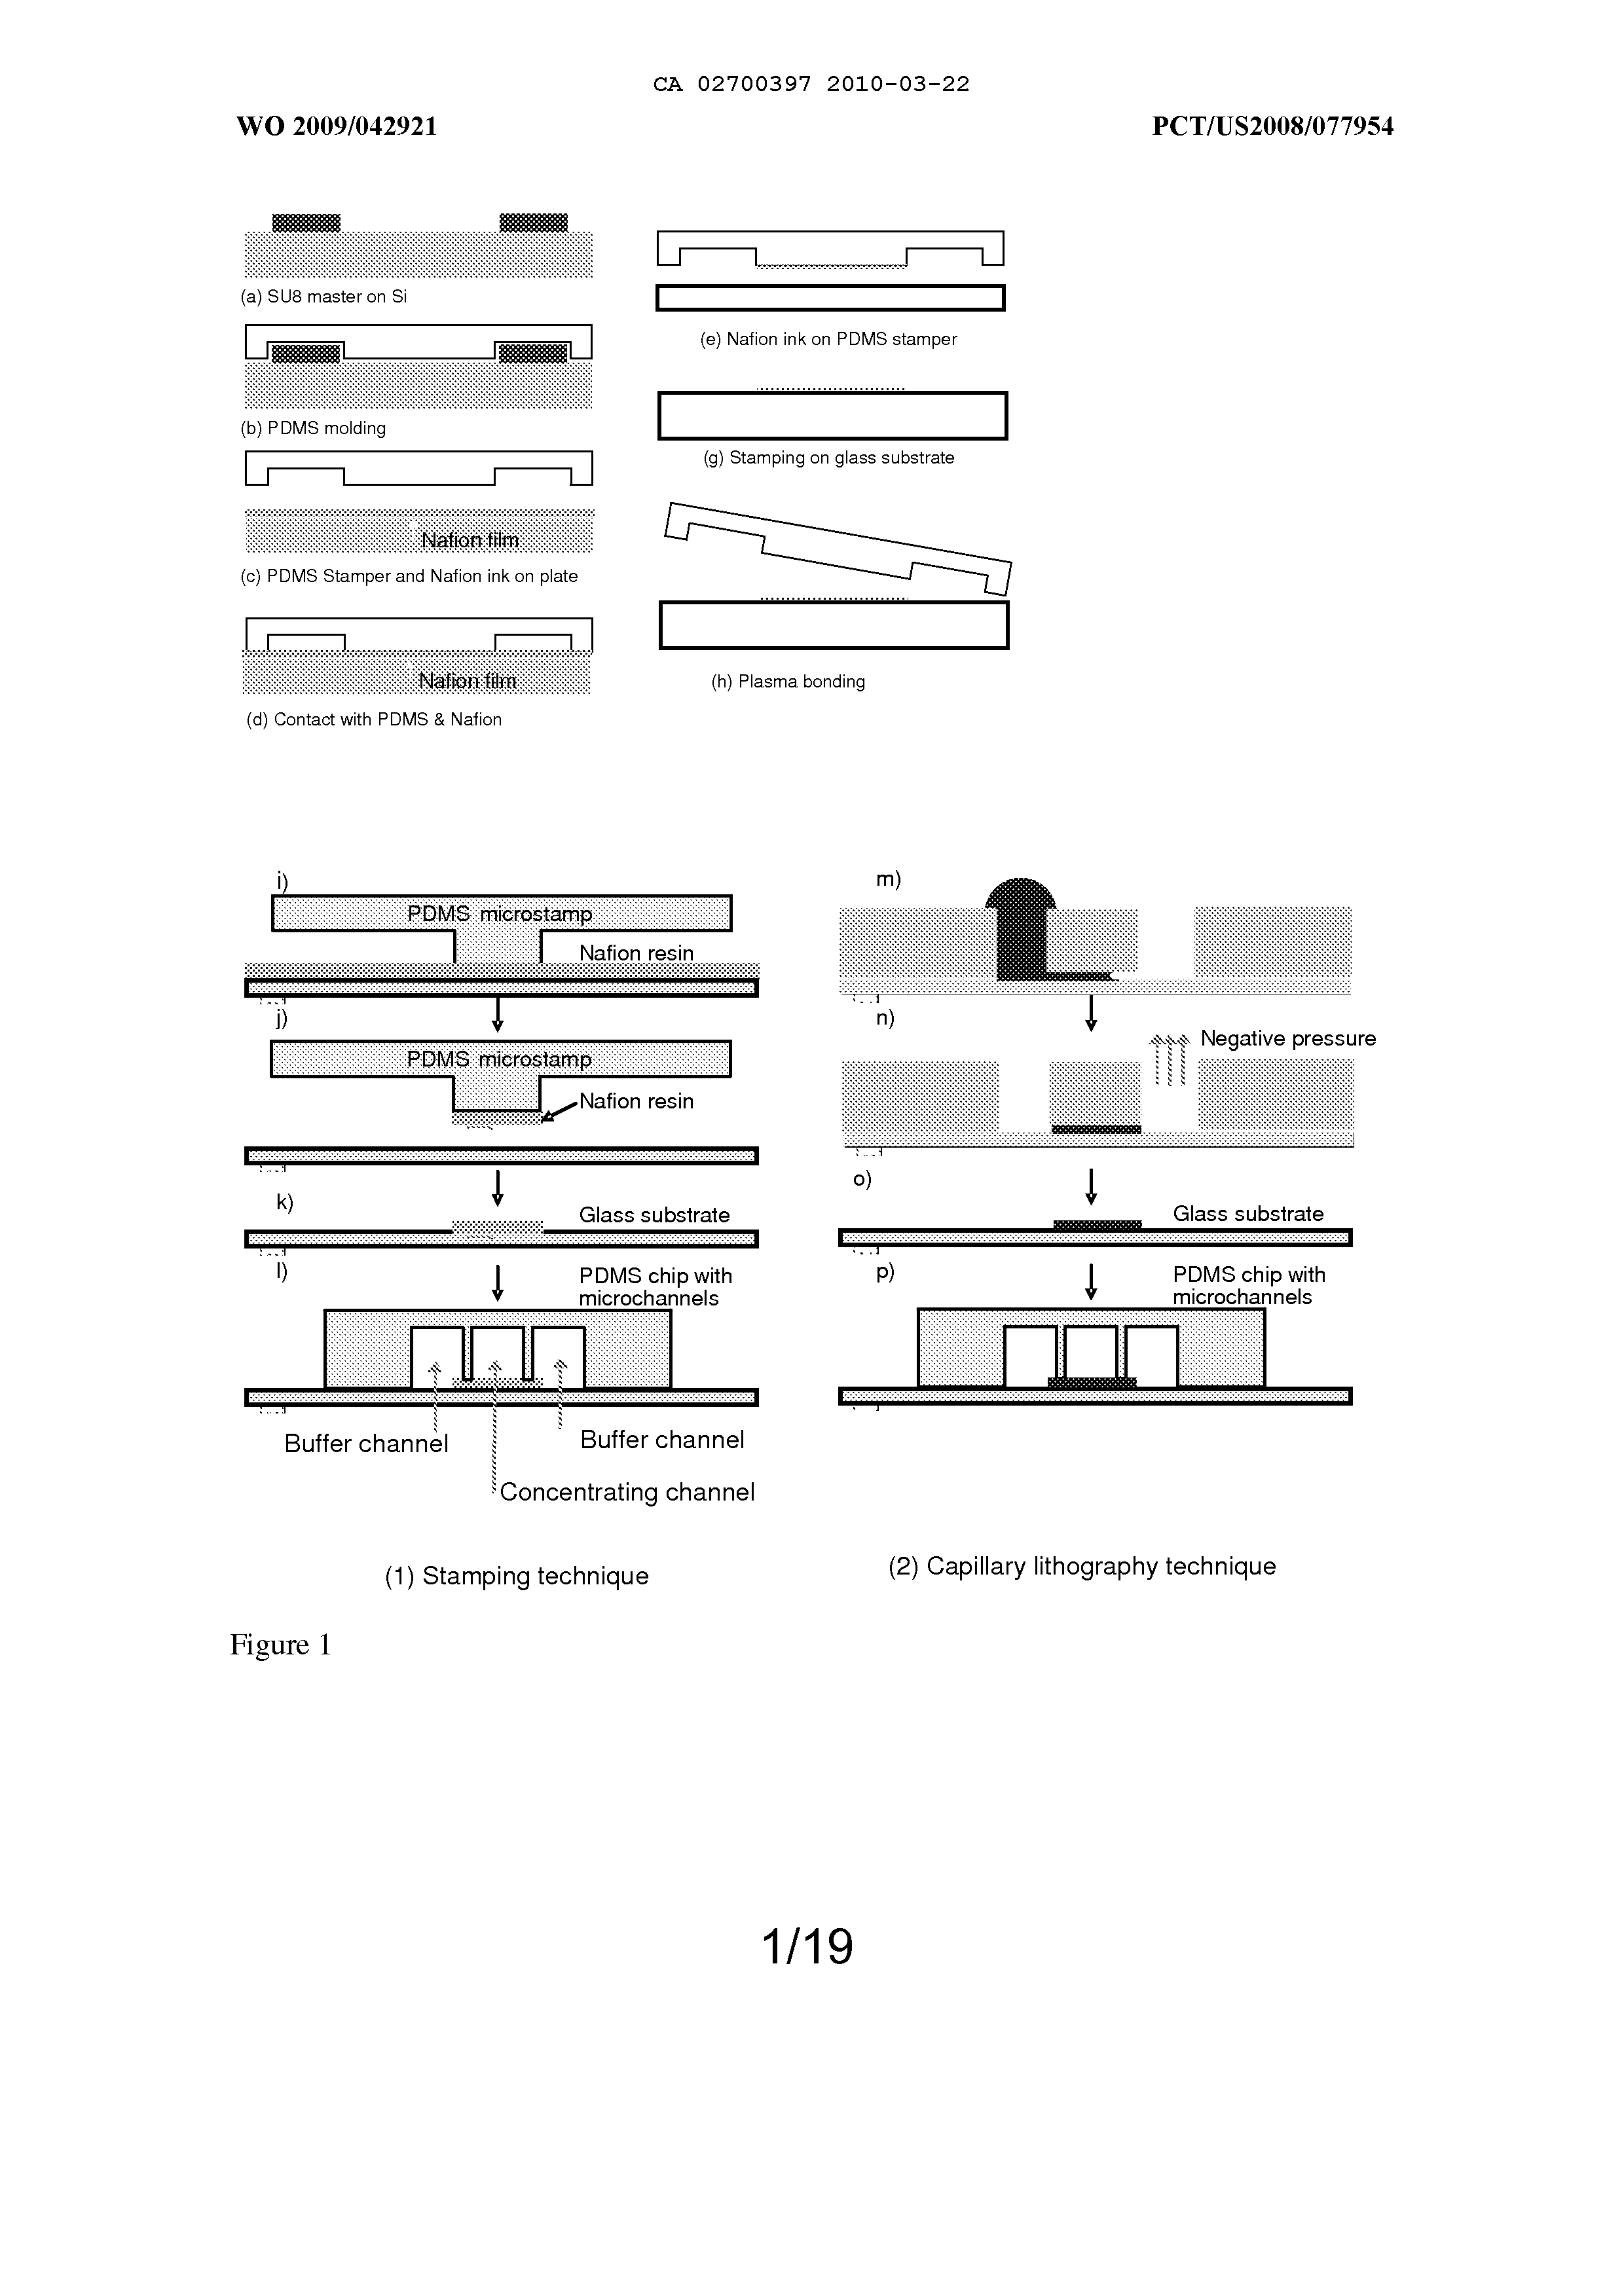 CA 02700397 2010-03-22
WO 2009/042921
PCT/US2008/077954
(a) SU8 master on Si
(b) PDMS molding
Nafion film
(c) PDMS Stamper and Nafion ink on plate
Nafion film
(d) Contact with PDMS & Nafion
(e) Nafion ink on PDMS stamper
(g) Stamping on glass substrate
(h) Plasma bonding
i)
PDMS microstamp
Nafion resin
j)
PDMS microstamp
Nafion resin
k)
Glass substrate
l)
PDMS chip with
microchannels
Buffer channel
Buffer channel
Concentrating channel
(1) Stamping technique
m)
n)
Negative pressure
o)
Glass substrate
p)
PDMS chip with
microchannels
(2) Capillary lithography technique
Figure 1
1/19